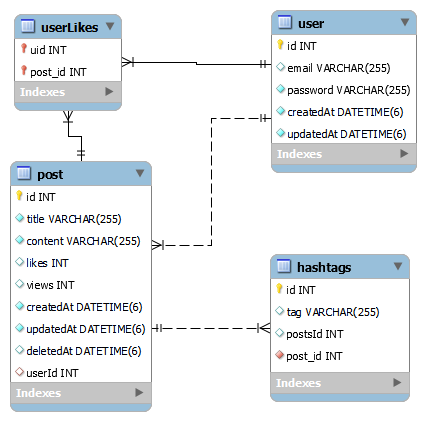 userLikes
uid INT
post_id INT
Indexes
user
id INT
email VARCHAR(255)
password VARCHAR(255)
createdAt DATETIME(6)
updatedAt DATETIME(6)
Indexes
post
id INT
title VARCHAR(255)
content VARCHAR(255)
likes INT
views INT
createdAt DATETIME(6)
updatedAt DATETIME(6)
deletedAt DATETIME(6)
userId INT
Indexes
hashtags
id INT
tag VARCHAR(255)
postsId INT
post_id INT
Indexes